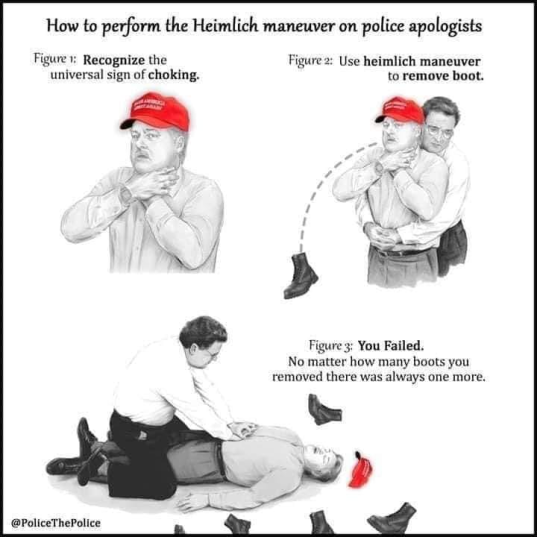 How to perform the Heimlich maneuver on police apologists
Figure 1: Recognize the
universal sign of choking.
Figure 2: Use heimlich maneuver
to remove boot.
Figure 3: You Failed.
No matter how many boots you
removed there was always one more.
@PoliceThePolice